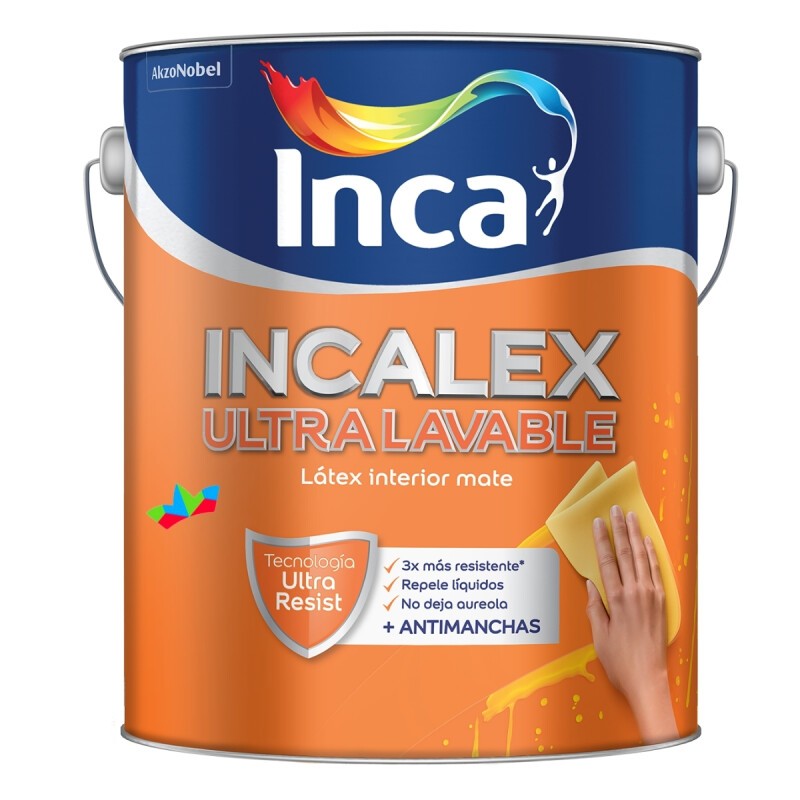 AkzoNobel
Inca
INCALEX
ULTRA LAVABLE
Látex interior mate
Tecnología
Ultra
Resist
3x más resistente*
Repele líquidos
No deja aureola
+ ANTIMANCHAS